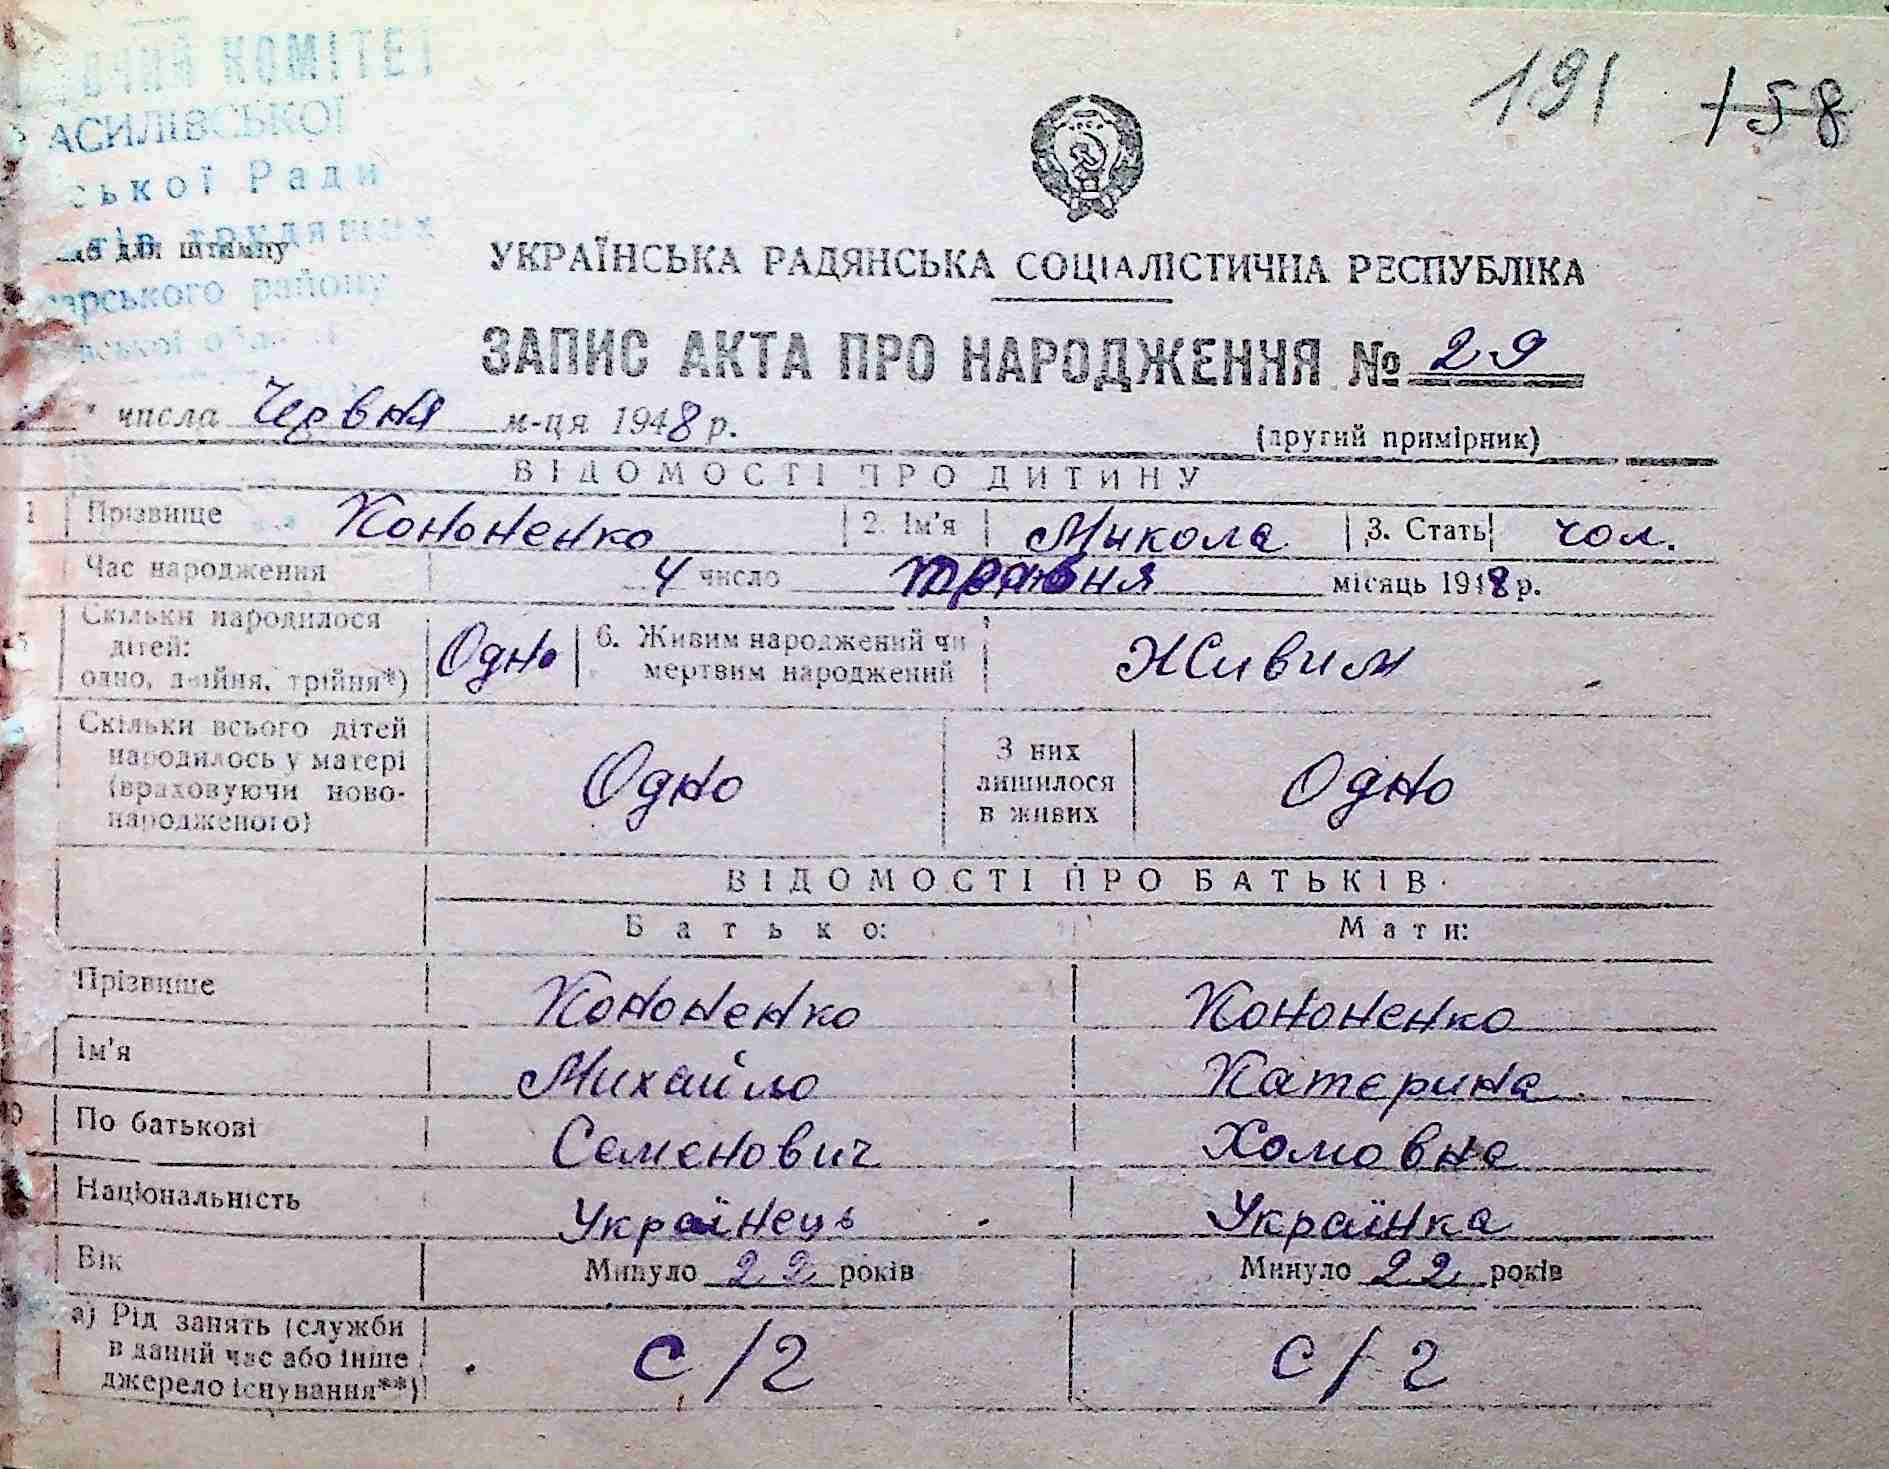 КОМІТЕТ
АСИЛІВСЬКОЇ
ської Ради
трудящих
для штампу
арського району
191 158
УКРАЇНСЬКА РАДЯНСЬКА СОЦІАЛІСТИЧНА РЕСПУБЛІКА
ЗАПИС АКТА ПРО НАРОДЖЕННЯ № 29
числа Червня м-ця 1948 р.
(другий примірник)
ВІДОМОСТІ ПРО ДИТИНУ
1 Прізвище Кононенко 2. Ім'я Микола 3. Стать чол.
Час народження 4 число травня місяць 1948 р.
Скільки народилося
дітей:
одно, двійня, трійня*) Одно 6. Живим народжений чи
мертвим народжений Живим
Скільки всього дітей
народилось у матері
(враховуючи ново-
народженого) Одно З них
лишилося
в живих Одно
ВІДОМОСТІ ПРО БАТЬКІВ
Батько: Мати:
Прізвище Кононенко Кононенко
Ім'я Михайло Катерина
По батькові Семенович Хомовна
Національність Українець Українка
Вік Минуло 22 років Минуло 22 років
а) Рід занять (служби
в даний час або інше
джерело існування**) с/г с/г